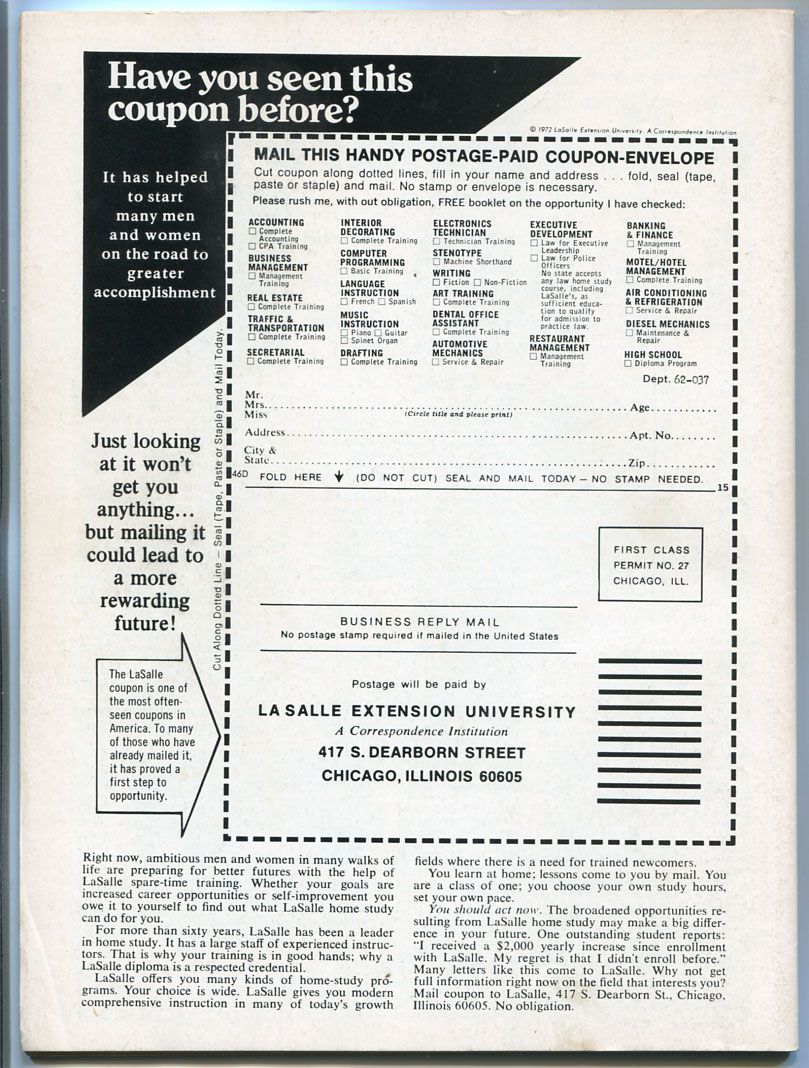 Have you seen this
coupon before?
© 1972 LaSalle Extension University, A Correspondence Institution
It has helped
to start
many men
and women
on the road to
greater
accomplishment
MAIL THIS HANDY POSTAGE-PAID COUPON-ENVELOPE
Cut coupon along dotted lines, fill in your name and address . . . fold, seal (tape,
paste or staple) and mail. No stamp or envelope is necessary.
Please rush me, with out obligation, FREE booklet on the opportunity I have checked:
ACCOUNTING
☐ Complete
Accounting
☐ CPA Training
BUSINESS
MANAGEMENT
☐ Management
Training
REAL ESTATE
☐ Complete Training
TRAFFIC &
TRANSPORTATION
☐ Complete Training
SECRETARIAL
☐ Complete Training
INTERIOR
DECORATING
☐ Complete Training
COMPUTER
PROGRAMMING
☐ Basic Training
LANGUAGE
INSTRUCTION
☐ French ☐ Spanish
MUSIC
INSTRUCTION
☐ Piano ☐ Guitar
☐ Spinet Organ
DRAFTING
☐ Complete Training
ELECTRONICS
TECHNICIAN
☐ Technician Training
STENOTYPE
☐ Machine Shorthand
WRITING
☐ Fiction ☐ Non-Fiction
ART TRAINING
☐ Complete Training
DENTAL OFFICE
ASSISTANT
☐ Complete Training
AUTOMOTIVE
MECHANICS
☐ Service & Repair
EXECUTIVE
DEVELOPMENT
☐ Law for Executive
Leadership
☐ Law for Police
Officers
No state accepts
any law home study
course, including
LaSalle's, as
sufficient educa-
tion to qualify
for admission to
practice law.
RESTAURANT
MANAGEMENT
☐ Management
Training
BANKING
& FINANCE
☐ Management
Training
MOTEL/HOTEL
MANAGEMENT
☐ Complete Training
AIR CONDITIONING
& REFRIGERATION
☐ Service & Repair
DIESEL MECHANICS
☐ Maintenance &
Repair
HIGH SCHOOL
☐ Diploma Program
Dept. 62-037
Mr.
Mrs. Age
Miss (Circle title and please print)
Address Apt. No.
City &
State Zip
46D FOLD HERE ↓ (DO NOT CUT) SEAL AND MAIL TODAY – NO STAMP NEEDED.
15
Cut Along Dotted Line – Seal (Tape, Paste or Staple) and Mail Today.
Just looking
at it won't
get you
anything...
but mailing it
could lead to
a more
rewarding
future!
The LaSalle
coupon is one of
the most often-
seen coupons in
America. To many
of those who have
already mailed it,
it has proved a
first step to
opportunity.
FIRST CLASS
PERMIT NO. 27
CHICAGO, ILL.
BUSINESS REPLY MAIL
No postage stamp required if mailed in the United States
Postage will be paid by
LA SALLE EXTENSION UNIVERSITY
A Correspondence Institution
417 S. DEARBORN STREET
CHICAGO, ILLINOIS 60605
Right now, ambitious men and women in many walks of
life are preparing for better futures with the help of
LaSalle spare-time training. Whether your goals are
increased career opportunities or self-improvement you
owe it to yourself to find out what LaSalle home study
can do for you.
For more than sixty years, LaSalle has been a leader
in home study. It has a large staff of experienced instruc-
tors. That is why your training is in good hands; why a
LaSalle diploma is a respected credential.
LaSalle offers you many kinds of home-study pro-
grams. Your choice is wide. LaSalle gives you modern
comprehensive instruction in many of today's growth
fields where there is a need for trained newcomers.
You learn at home; lessons come to you by mail. You
are a class of one; you choose your own study hours,
set your own pace.
You should act now. The broadened opportunities re-
sulting from LaSalle home study may make a big differ-
ence in your future. One outstanding student reports:
"I received a $2,000 yearly increase since enrollment
with LaSalle. My regret is that I didn't enroll before."
Many letters like this come to LaSalle. Why not get
full information right now on the field that interests you?
Mail coupon to LaSalle, 417 S. Dearborn St., Chicago,
Illinois 60605. No obligation.